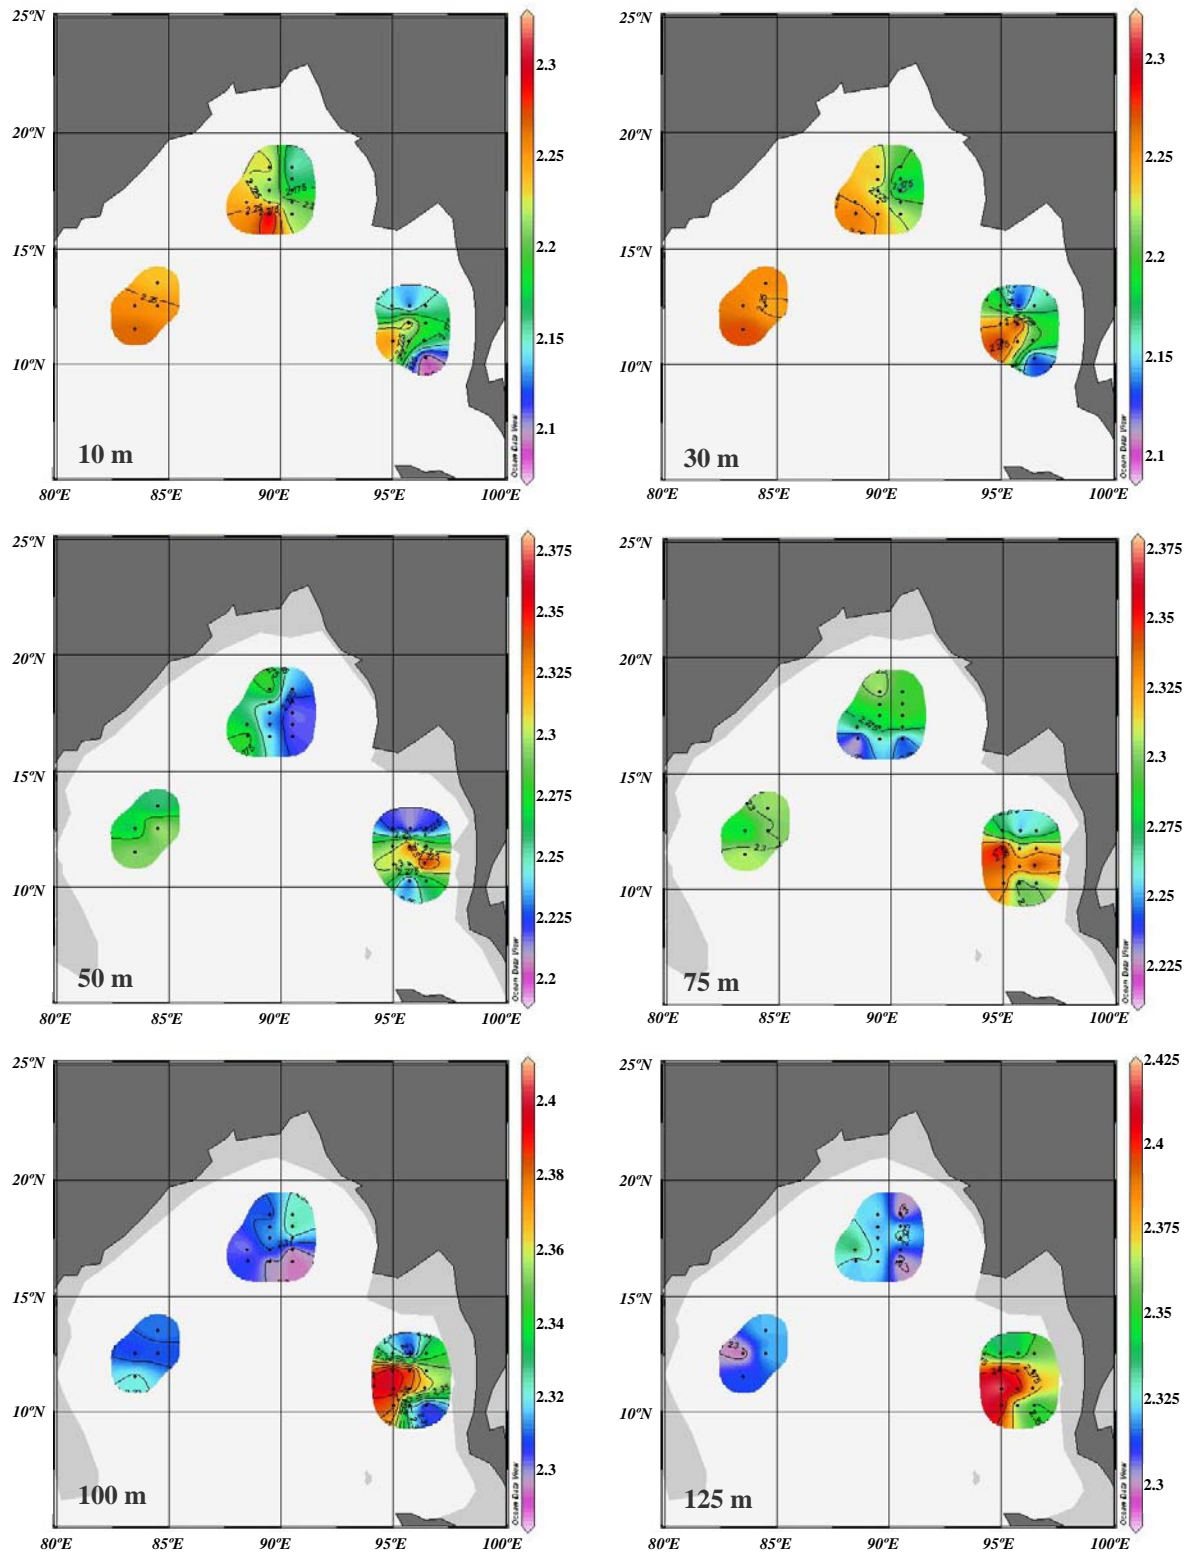 25ºN
20ºN
15ºN
10ºN
80ºE
85ºE
90ºE
95ºE
100ºE
10 m
2.3
2.25
2.2
2.15
2.1
Ocean Data View
25ºN
20ºN
15ºN
10ºN
80ºE
85ºE
90ºE
95ºE
100ºE
30 m
2.3
2.25
2.2
2.15
2.1
Ocean Data View
25ºN
20ºN
15ºN
10ºN
80ºE
85ºE
90ºE
95ºE
100ºE
50 m
2.375
2.35
2.325
2.3
2.275
2.25
2.225
2.2
Ocean Data View
25ºN
20ºN
15ºN
10ºN
80ºE
85ºE
90ºE
95ºE
100ºE
75 m
2.375
2.35
2.325
2.3
2.275
2.25
2.225
Ocean Data View
25ºN
20ºN
15ºN
10ºN
80ºE
85ºE
90ºE
95ºE
100ºE
100 m
2.4
2.38
2.36
2.34
2.32
2.3
Ocean Data View
25ºN
20ºN
15ºN
10ºN
80ºE
85ºE
90ºE
95ºE
100ºE
125 m
2.425
2.4
2.375
2.35
2.325
2.3
Ocean Data View